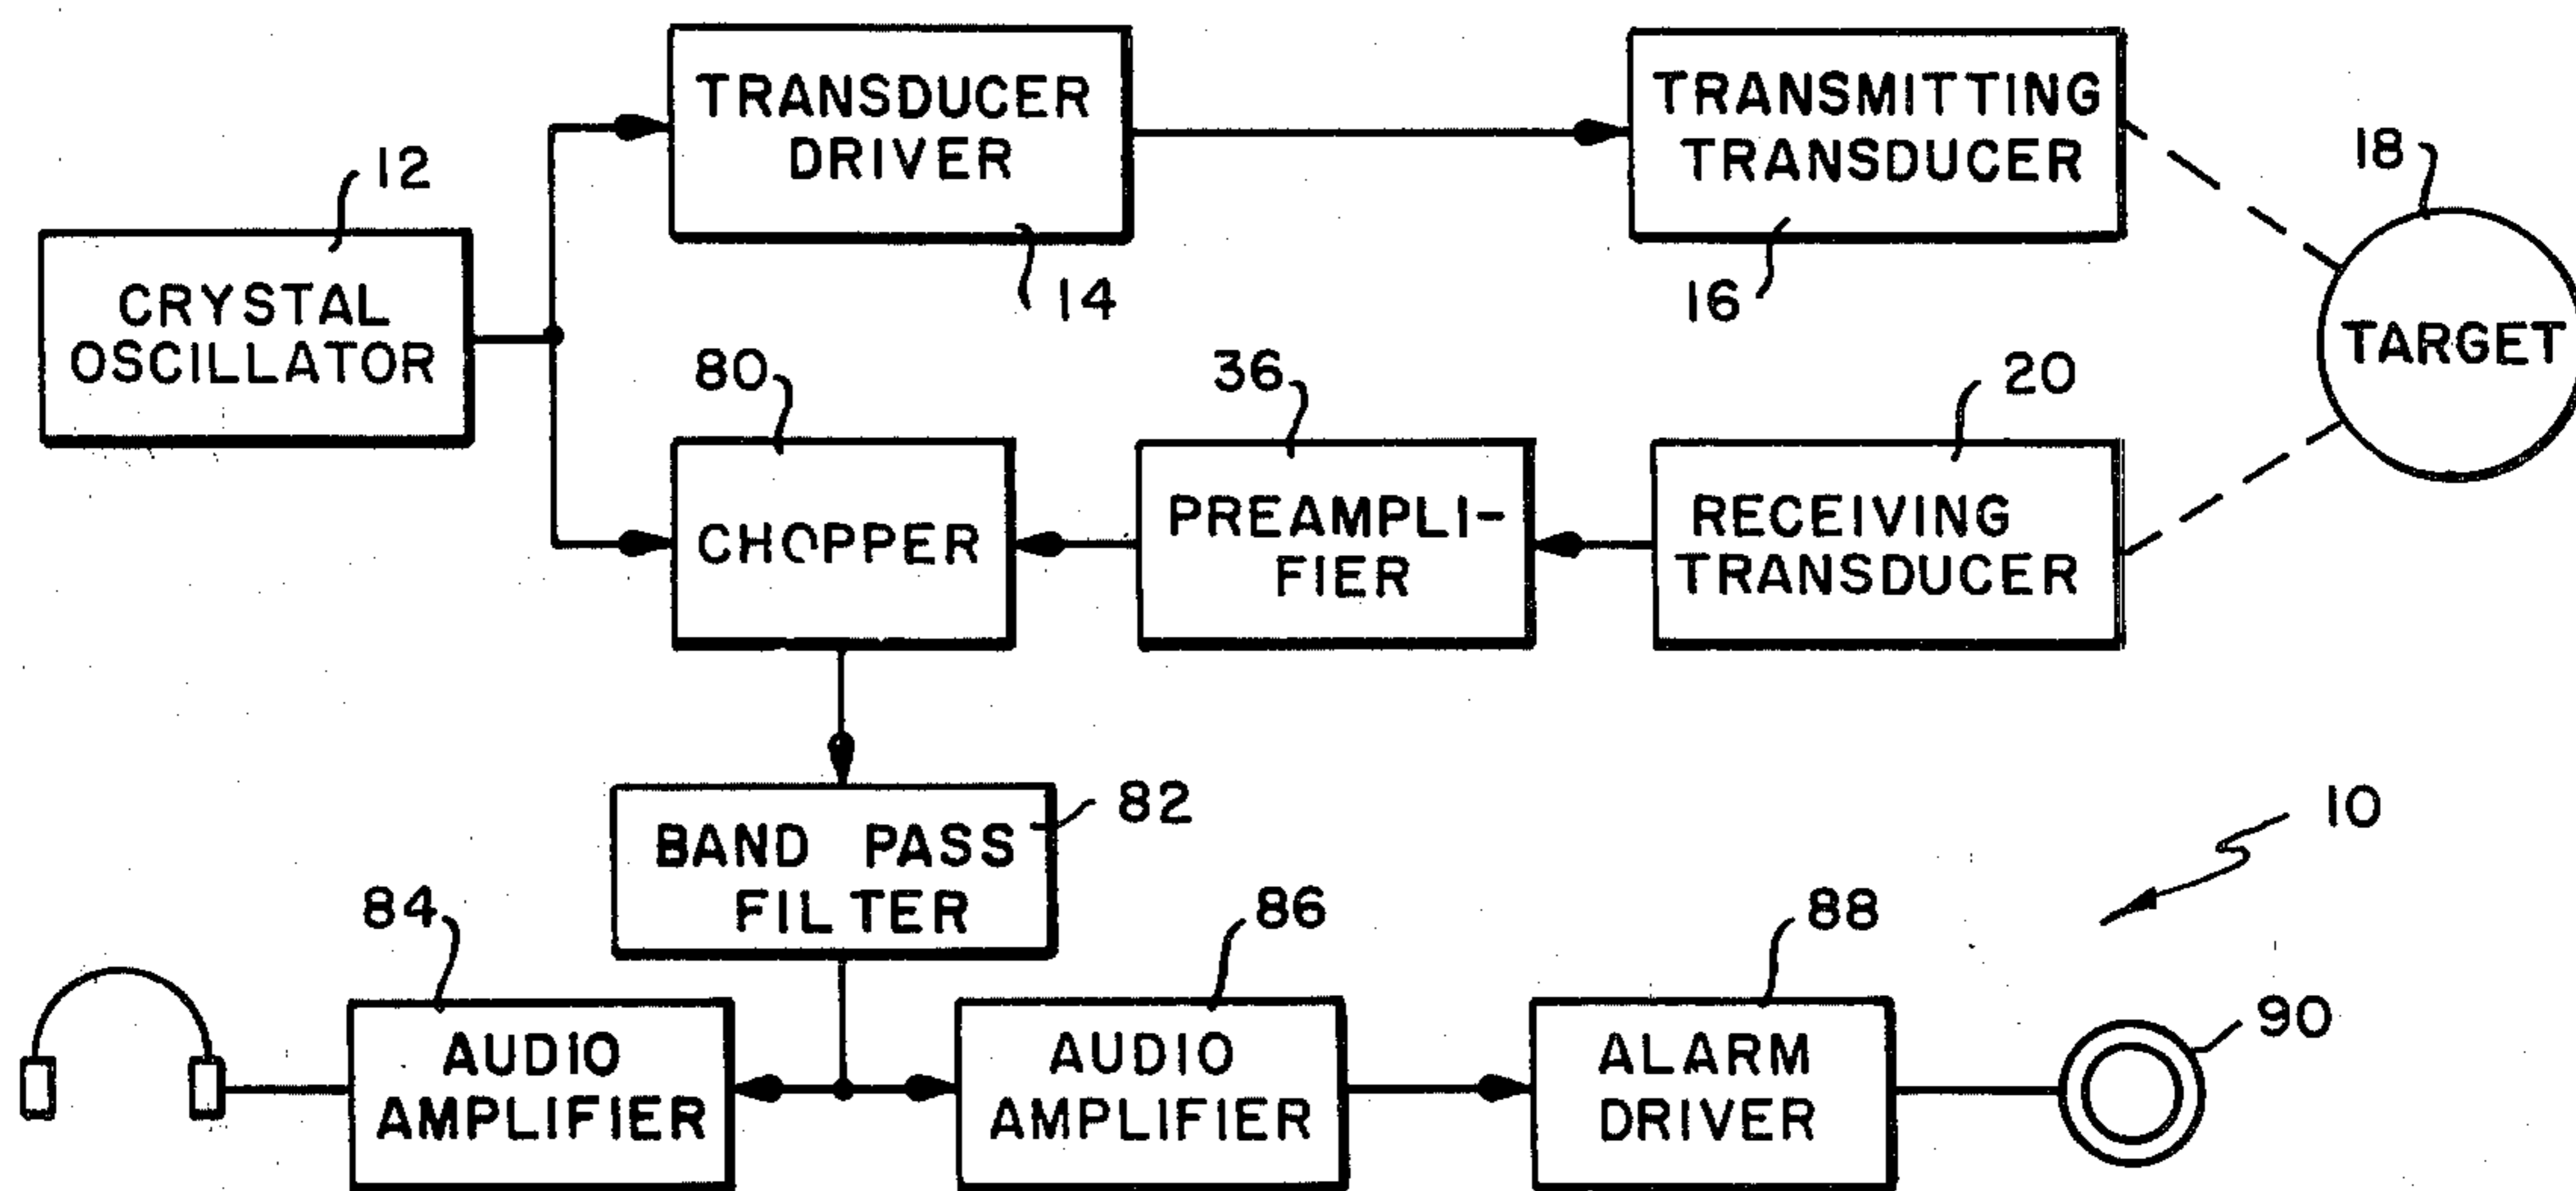 TRANSDUCER
DRIVER
14
TRANSMITTING
TRANSDUCER
16
18
TARGET
12
CRYSTAL
OSCILLATOR
80
CHOPPER
36
PREAMPLI-
FIER
20
RECEIVING
TRANSDUCER
82
BAND PASS
FILTER
10
84
AUDIO
AMPLIFIER
86
AUDIO
AMPLIFIER
88
ALARM
DRIVER
90